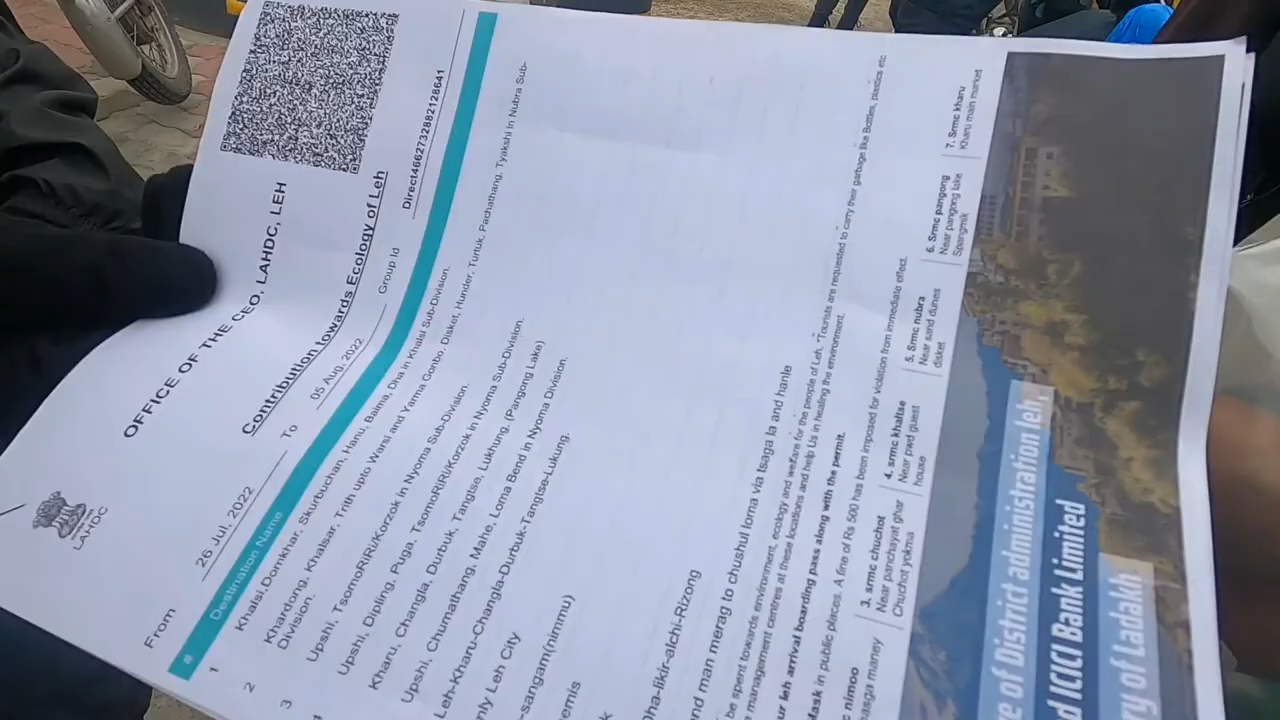 LAHDC
OFFICE OF THE CEO, LAHDC, LEH
Contribution towards Ecology of Leh
From 26 Jul, 2022 To 05 Aug, 2022 Group Id Direct4662732882128641
# Destination Name
1 Khalsi, Domkhar, Skurbuchan, Hanu, Baima, Dha in Khalsi Sub-Division.
2 Khardong, Khalsar, Trith upto Warsi and Yarma Gonbo, Disket, Hunder, Turtuk, Pachathang, Tyakshi in Nubra Sub-
Division.
3 Upshi, TsomoRiRi/Korzok in Nyoma Sub-Division.
Upshi, Dipling, Puga, TsomoRiRi/Korzok in Nyoma Sub-Division.
Kharu, Changla, Durbuk, Tangtse, Lukhung, (Pangong Lake)
Upshi, Chumathang, Mahe, Loma Bend in Nyoma Division.
Leh-Kharu-Changla-Durbuk-Tangtse-Lukung.
nly Leh City
-sangam(nimmu)
emis
k
Dha-likir-alchi-Rizong
and man merag to chushul loma via tsaga la and hanle
be spent towards environment, ecology and welfare for the people of Leh. "Tourists are requested to carry their garbage like Bottles, plastics etc
management centres at these locations and help Us in healing the environment.
ur leh arrival boarding pass along with the permit.
Mask in public places. A fine of Rs 500 has been imposed for violation from immediate effect.
c nimoo
basga maney
3. srmc chuchot
Near panchayat ghar
Chuchot yokma
4. srmc khaltse
Near pwd guest
house
5. Srmc nubra
Near sand dunes
disket
6. Srmc pangong
Near pangong lake
Spangmik
7. Srmc kharu
Kharu main market
e of District administration leh,
d ICICI Bank Limited
ry of Ladakh